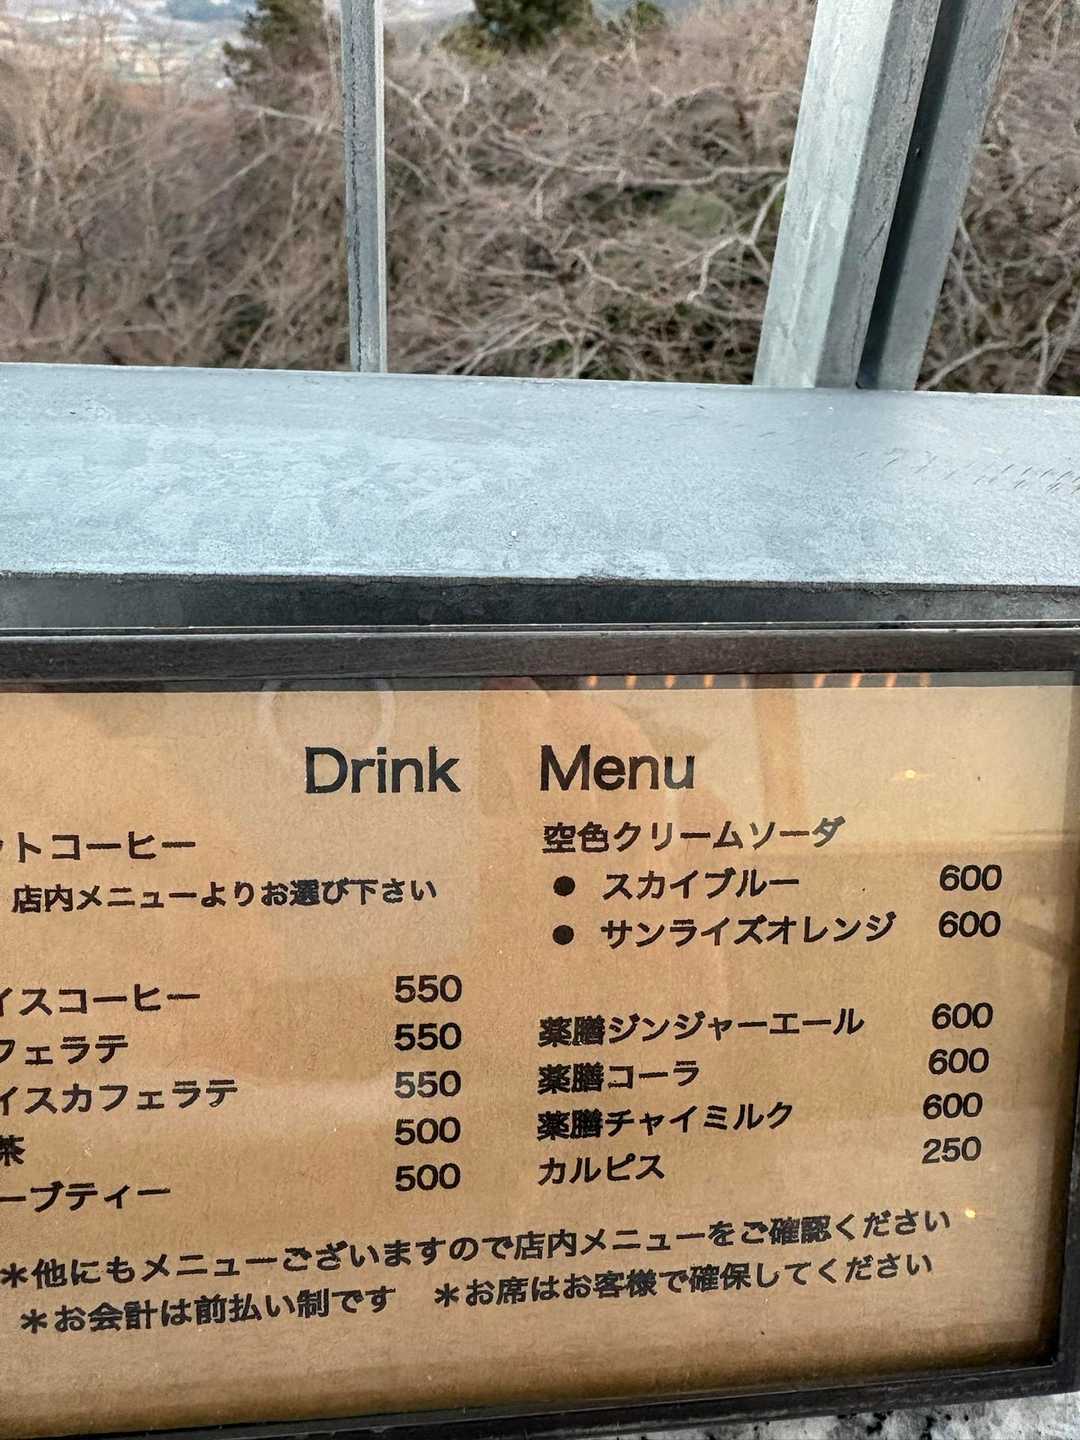 Drink Menu
ットコーヒー
店内メニューよりお選び下さい
イスコーヒー 550
フェラテ 550
イスカフェラテ 550
茶 500
ーブティー 500
空色クリームソーダ
● スカイブルー 600
● サンライズオレンジ 600
薬膳ジンジャーエール 600
薬膳コーラ 600
薬膳チャイミルク 600
カルピス 250
＊他にもメニューございますので店内メニューをご確認ください
＊お会計は前払い制です ＊お席はお客様で確保してください